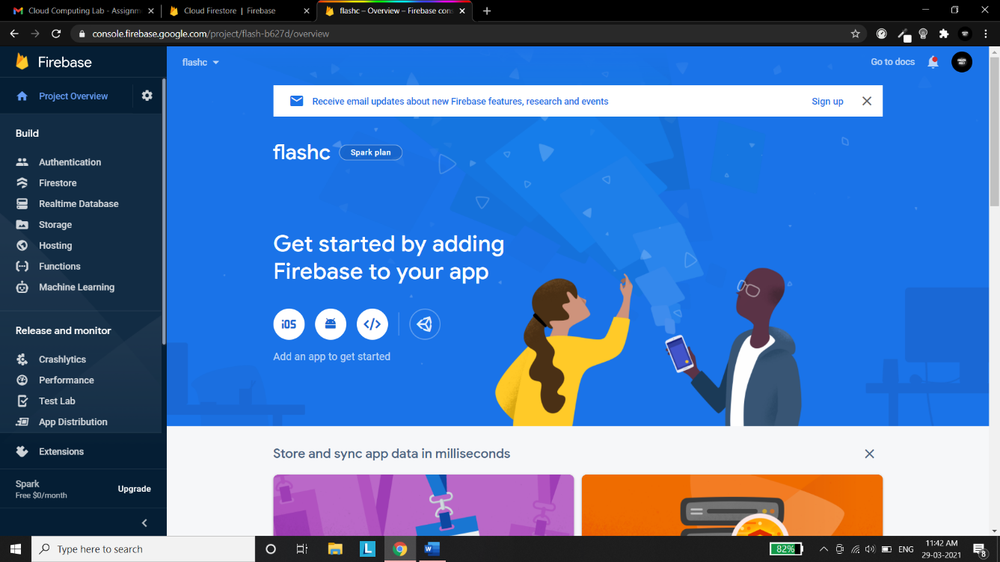 Cloud Computing Lab - Assignm
Cloud Firestore | Firebase
flashc – Overview – Firebase cons
console.firebase.google.com/project/flash-b627d/overview
Firebase
flashc
Go to docs
Project Overview
Receive email updates about new Firebase features, research and events
Sign up
Build
flashc
Spark plan
Authentication
Firestore
Realtime Database
Storage
Hosting
Functions
Machine Learning
Get started by adding
Firebase to your app
iOS
Add an app to get started
Release and monitor
Crashlytics
Performance
Test Lab
App Distribution
Extensions
Spark
Free $0/month
Upgrade
Store and sync app data in milliseconds
Type here to search
L
W
82%
ENG
11:42 AM
29-03-2021
8